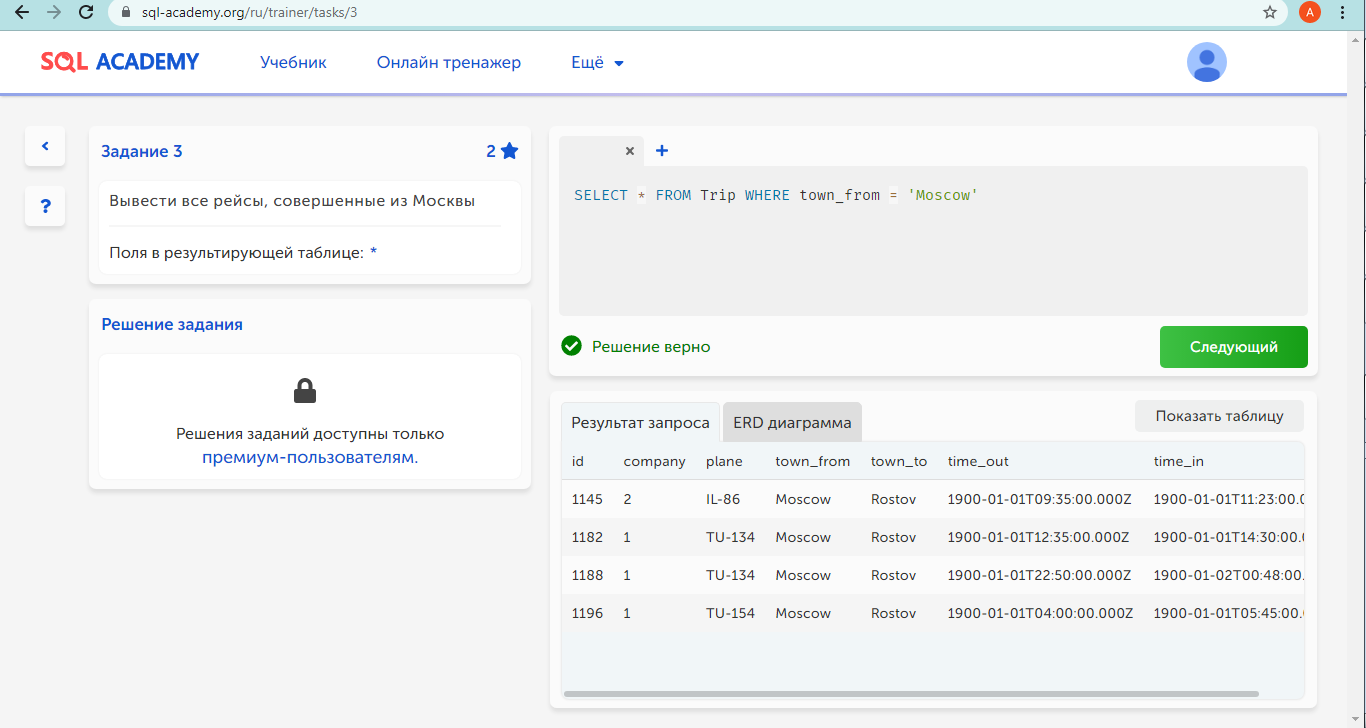 sql-academy.org/ru/trainer/tasks/3
A
SQL ACADEMY
Учебник
Онлайн тренажер
Ещё
Задание 3
2
Вывести все рейсы, совершенные из Москвы
Поля в результирующей таблице: *
?
Решение задания
Решения заданий доступны только
премиум-пользователям.
× +
SELECT * FROM Trip WHERE town_from = 'Moscow'
Решение верно
Следующий
Результат запроса
ERD диаграмма
Показать таблицу
id company plane town_from town_to time_out time_in
1145 2 IL-86 Moscow Rostov 1900-01-01T09:35:00.000Z 1900-01-01T11:23:00.0
1182 1 TU-134 Moscow Rostov 1900-01-01T12:35:00.000Z 1900-01-01T14:30:00.0
1188 1 TU-134 Moscow Rostov 1900-01-01T22:50:00.000Z 1900-01-02T00:48:00.
1196 1 TU-154 Moscow Rostov 1900-01-01T04:00:00.000Z 1900-01-01T05:45:00.